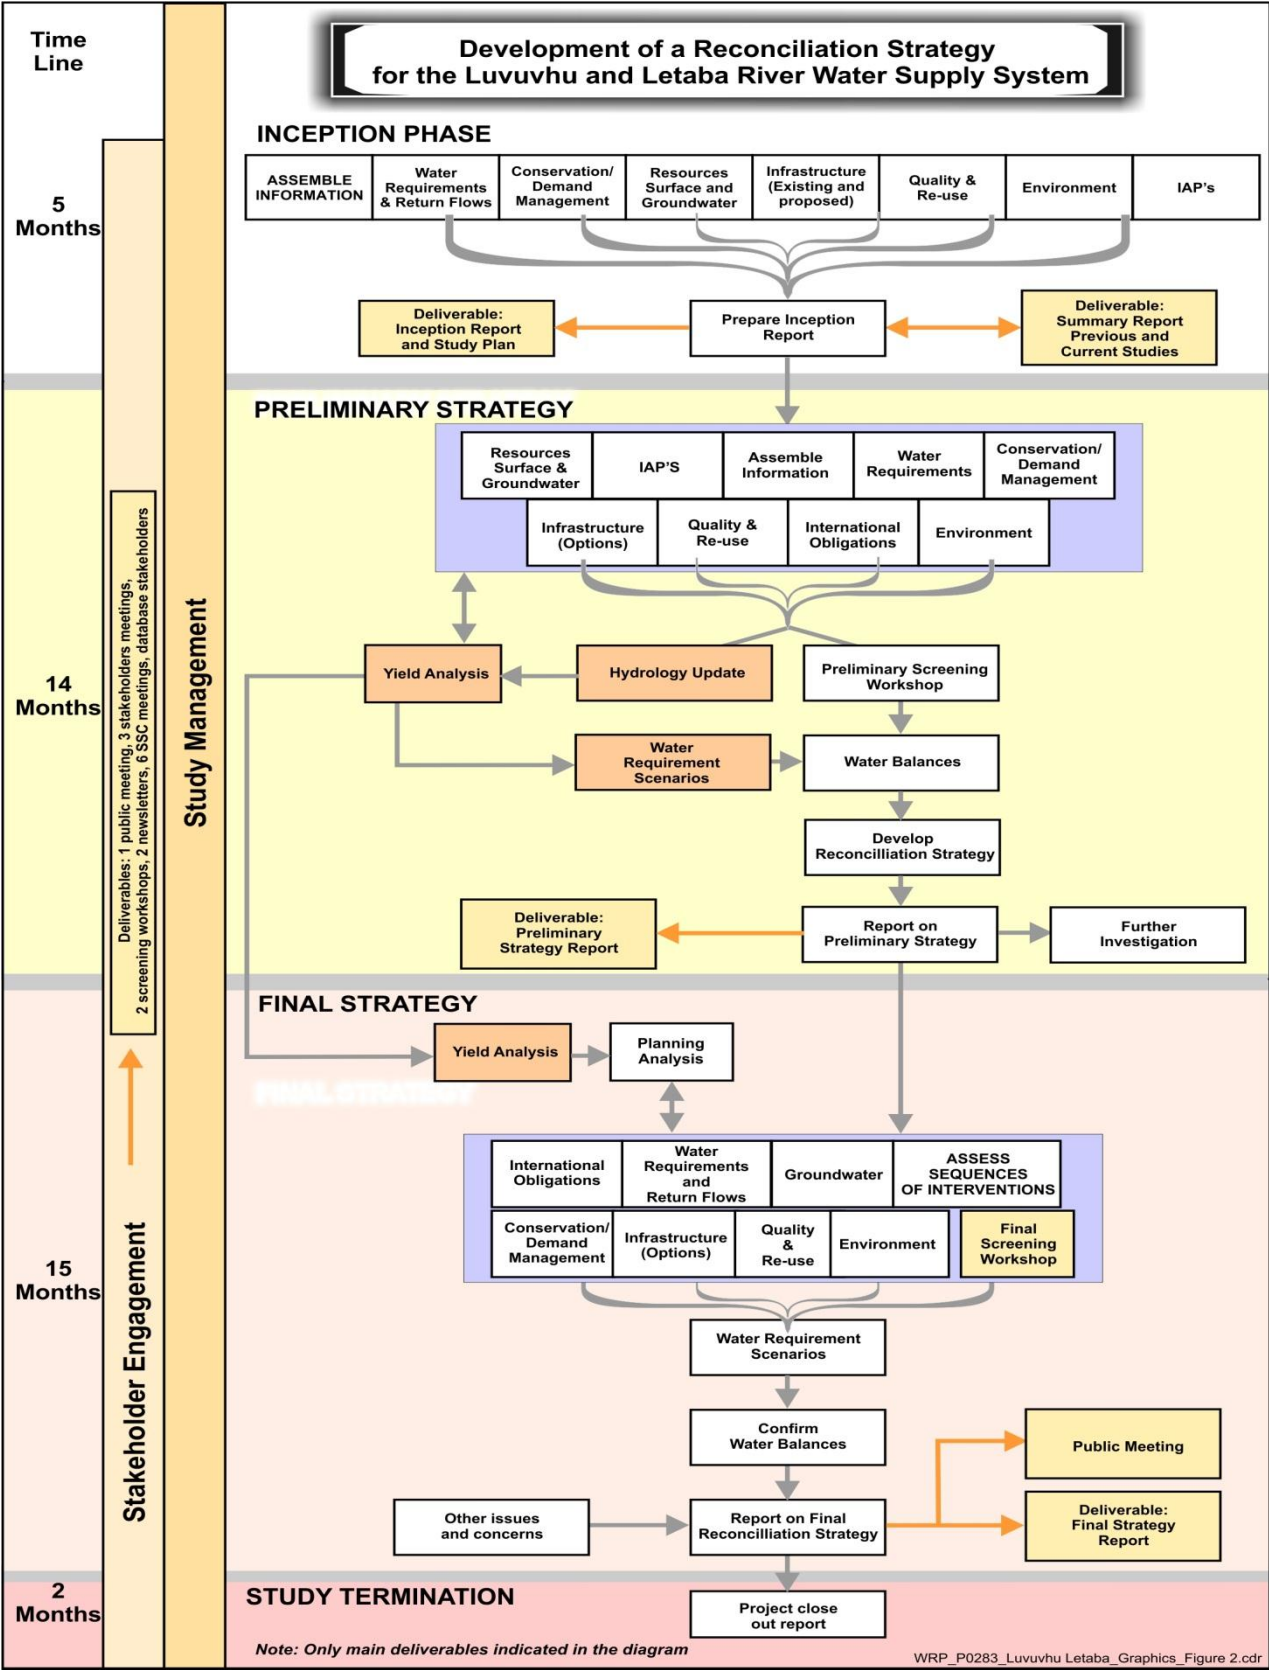 Time
Line
Development of a Reconciliation Strategy
for the Luvuvhu and Letaba River Water Supply System
INCEPTION PHASE
5
Months
ASSEMBLE
INFORMATION
Water
Requirements
& Return Flows
Conservation/
Demand
Management
Resources
Surface and
Groundwater
Infrastructure
(Existing and
proposed)
Quality &
Re-use
Environment
IAP's
Deliverable:
Inception Report
and Study Plan
Prepare Inception
Report
Deliverable:
Summary Report
Previous and
Current Studies
PRELIMINARY STRATEGY
14
Months
Resources
Surface &
Groundwater
IAP'S
Assemble
Information
Water
Requirements
Conservation/
Demand
Management
Infrastructure
(Options)
Quality &
Re-use
International
Obligations
Environment
Yield Analysis
Hydrology Update
Preliminary Screening
Workshop
Water
Requirement
Scenarios
Water Balances
Develop
Reconcilliation Strategy
Deliverable:
Preliminary
Strategy Report
Report on
Preliminary Strategy
Further
Investigation
Deliverables: 1 public meeting, 3 stakeholders meetings,
2 screening workshops, 2 newsletters, 6 SSC meetings, database stakeholders
Study Management
Stakeholder Engagement
FINAL STRATEGY
15
Months
Yield Analysis
Planning
Analysis
FINAL STRATEGY
International
Obligations
Water
Requirements
and
Return Flows
Groundwater
ASSESS
SEQUENCES
OF INTERVENTIONS
Conservation/
Demand
Management
Infrastructure
(Options)
Quality
&
Re-use
Environment
Final
Screening
Workshop
Water Requirement
Scenarios
Confirm
Water Balances
Public Meeting
Other issues
and concerns
Report on Final
Reconcilliation Strategy
Deliverable:
Final Strategy
Report
2
Months
STUDY TERMINATION
Project close
out report
Note: Only main deliverables indicated in the diagram
WRP_P0283_Luvuvhu Letaba_Graphics_Figure 2.cdr